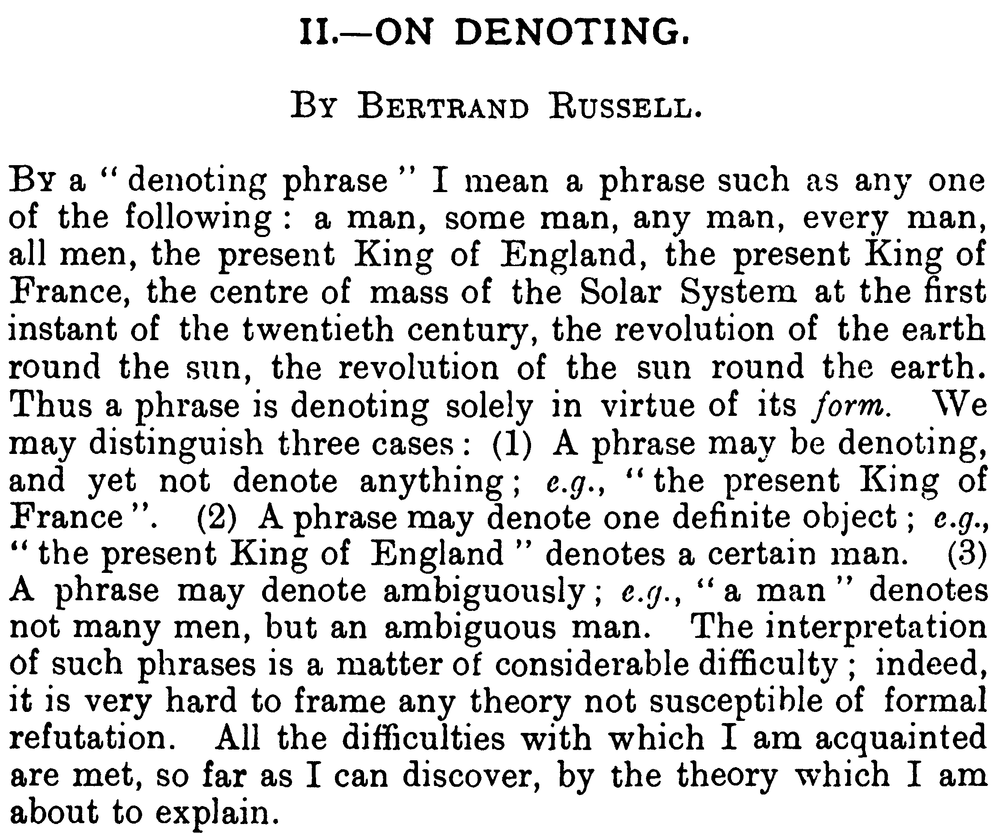 II.—ON DENOTING.
BY BERTRAND RUSSELL.
BY a “ denoting phrase ” I mean a phrase such as any one
of the following : a man, some man, any man, every man,
all men, the present King of England, the present King of
France, the centre of mass of the Solar System at the first
instant of the twentieth century, the revolution of the earth
round the sun, the revolution of the sun round the earth.
Thus a phrase is denoting solely in virtue of its form. We
may distinguish three cases : (1) A phrase may be denoting,
and yet not denote anything ; e.g., “the present King of
France”. (2) A phrase may denote one definite object ; e.g.,
“ the present King of England ” denotes a certain man. (3)
A phrase may denote ambiguously ; e.g., “ a man ” denotes
not many men, but an ambiguous man. The interpretation
of such phrases is a matter of considerable difficulty ; indeed,
it is very hard to frame any theory not susceptible of formal
refutation. All the difficulties with which I am acquainted
are met, so far as I can discover, by the theory which I am
about to explain.